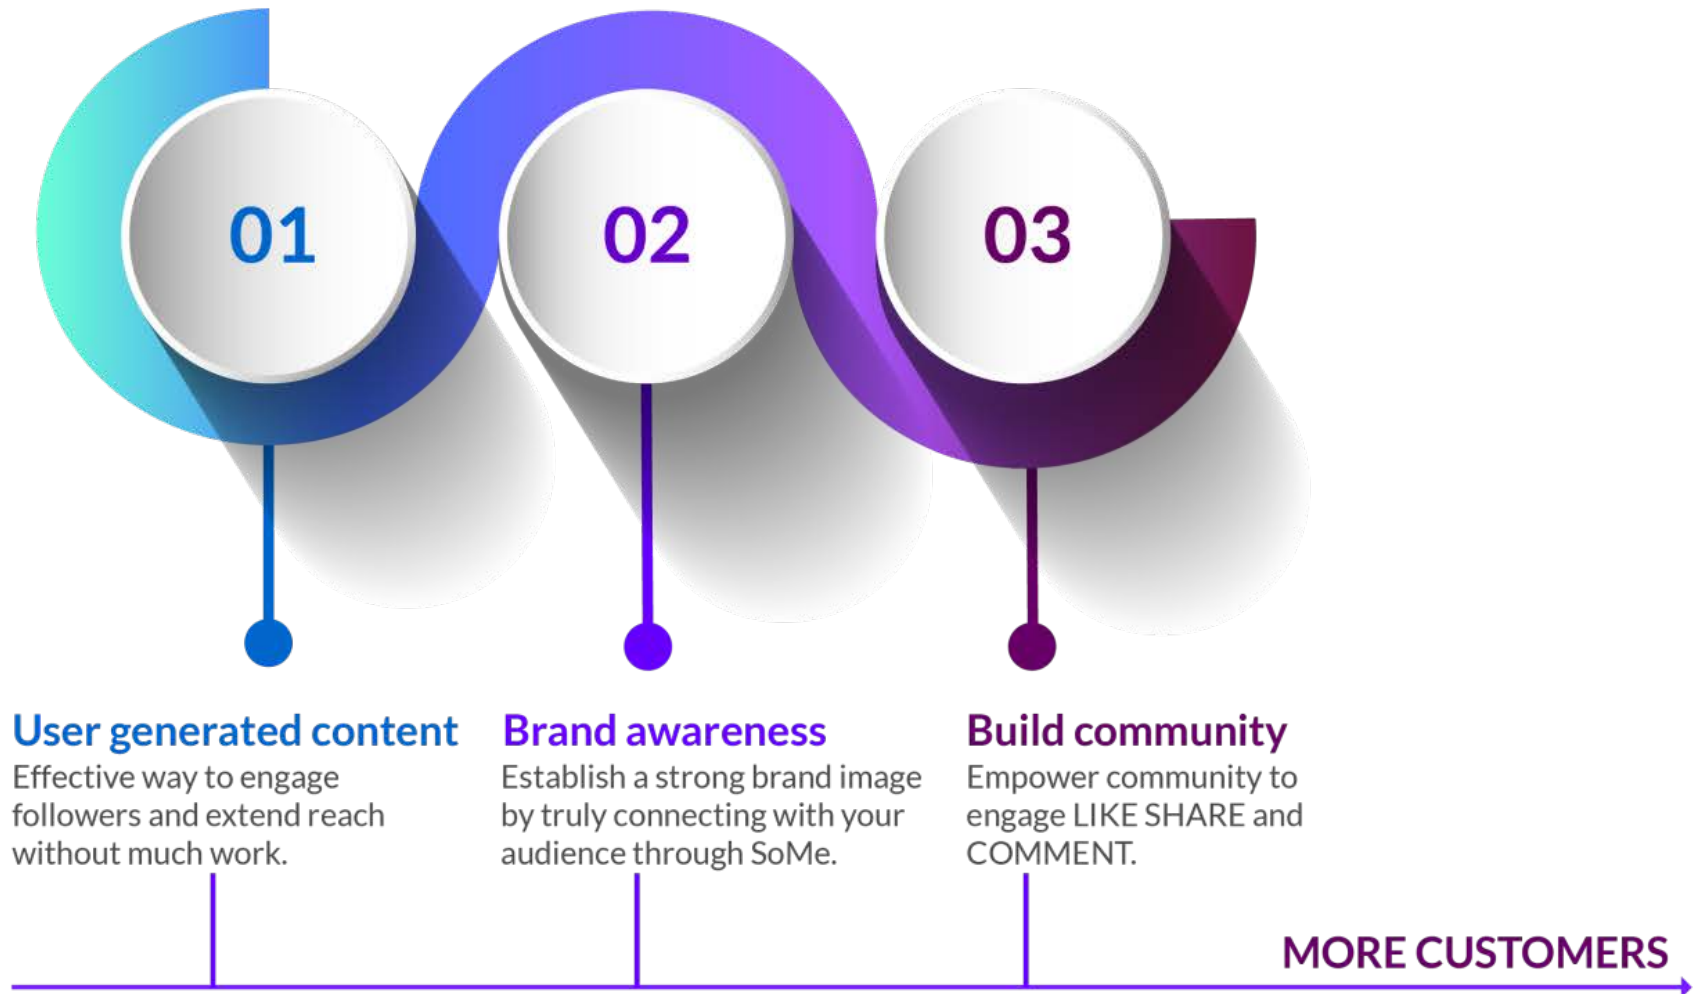 01
02
03
User generated content
Effective way to engage
followers and extend reach
without much work.
Brand awareness
Establish a strong brand image
by truly connecting with your
audience through SoMe.
Build community
Empower community to
engage LIKE SHARE and
COMMENT.
MORE CUSTOMERS